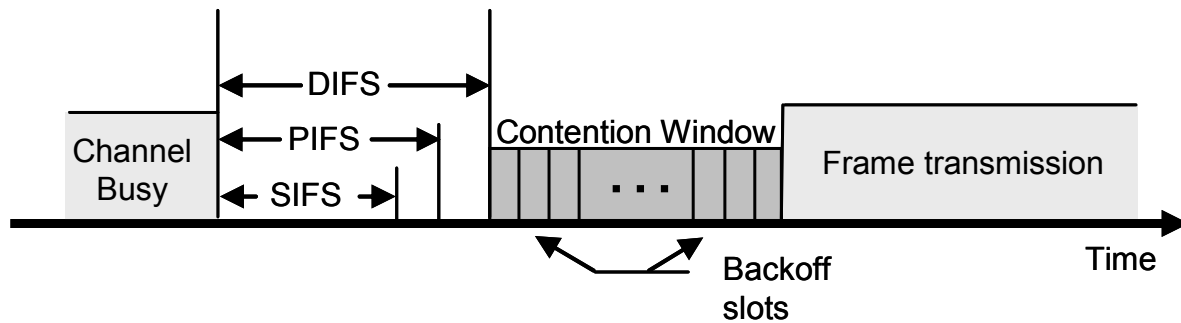 DIFS
PIFS
SIFS
Channel
Busy
Contention Window
. . .
Frame transmission
Backoff
slots
Time